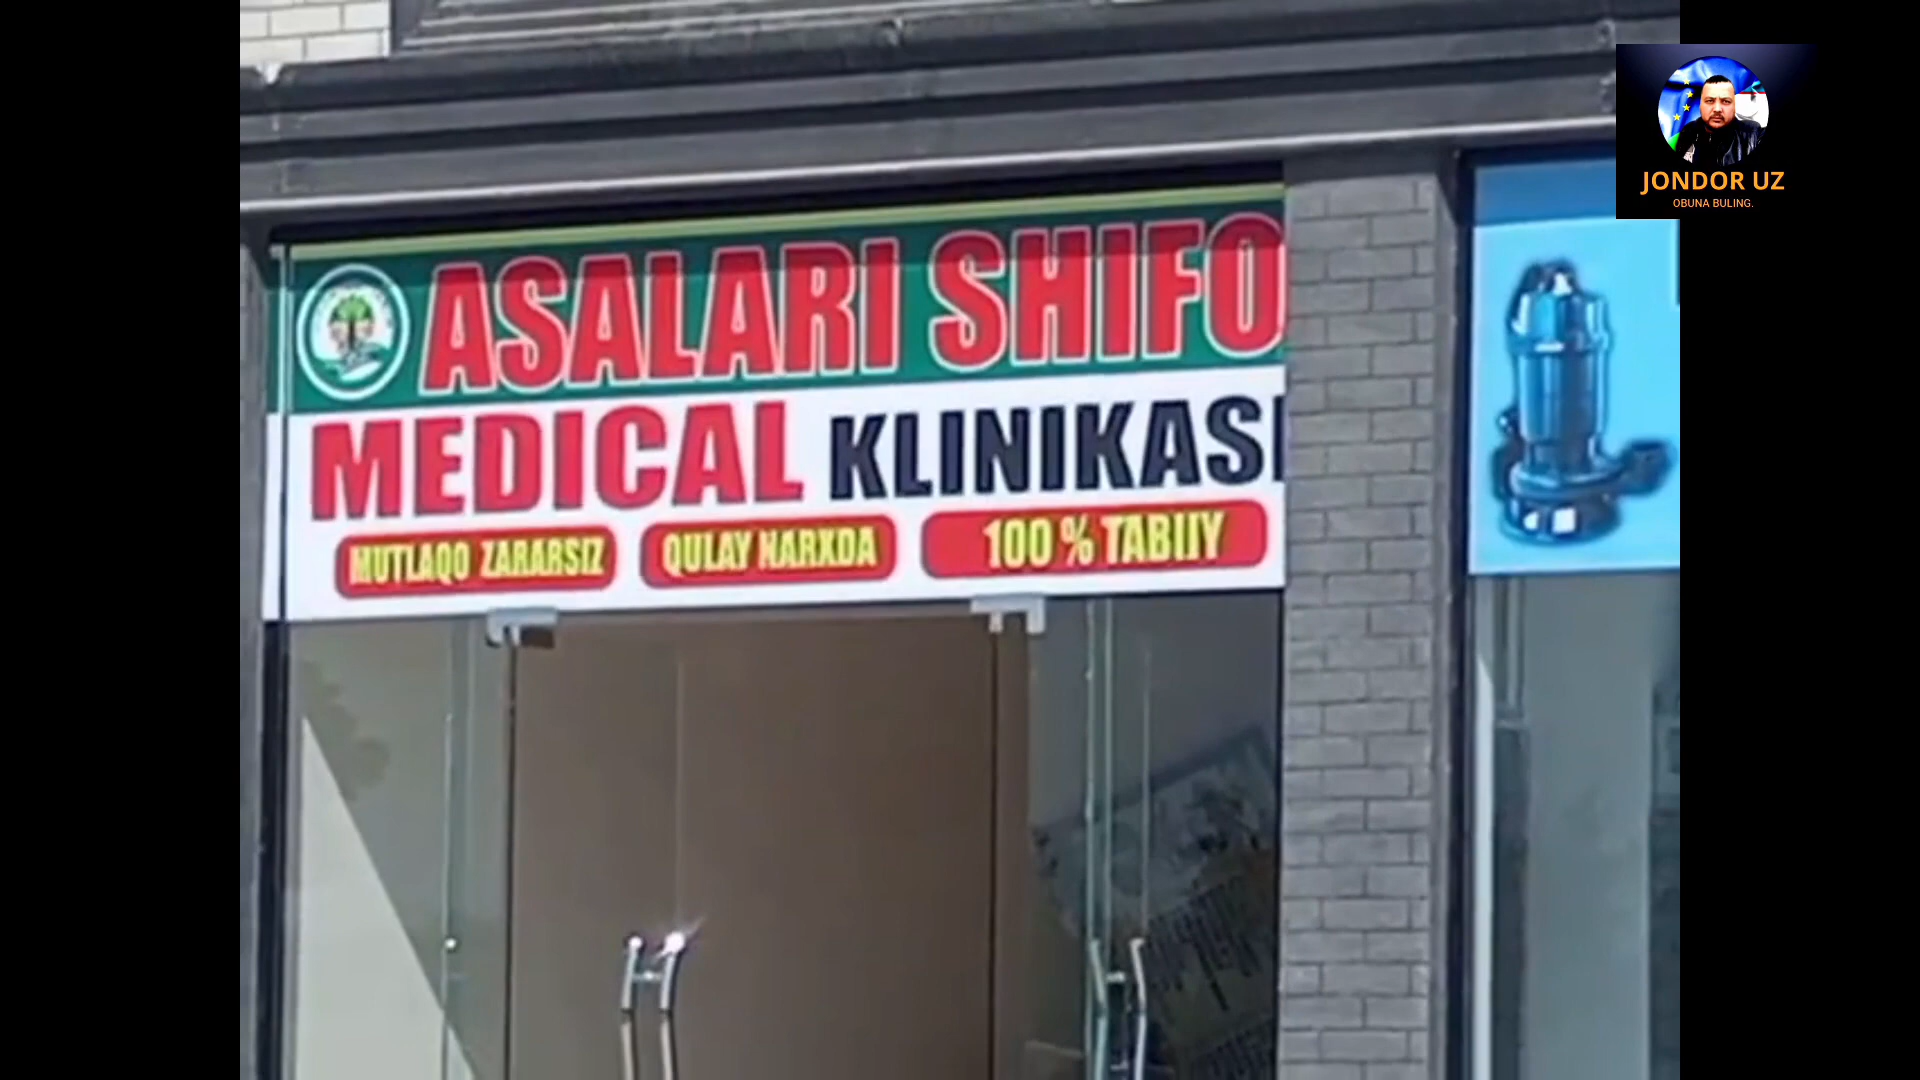 ASALARI SHIFO
MEDICAL KLINIKASI
MUTLAQO ZARARSIZ
QULAY NARXDA
100 % TABIIY
JONDOR UZ
OBUNA BULING.